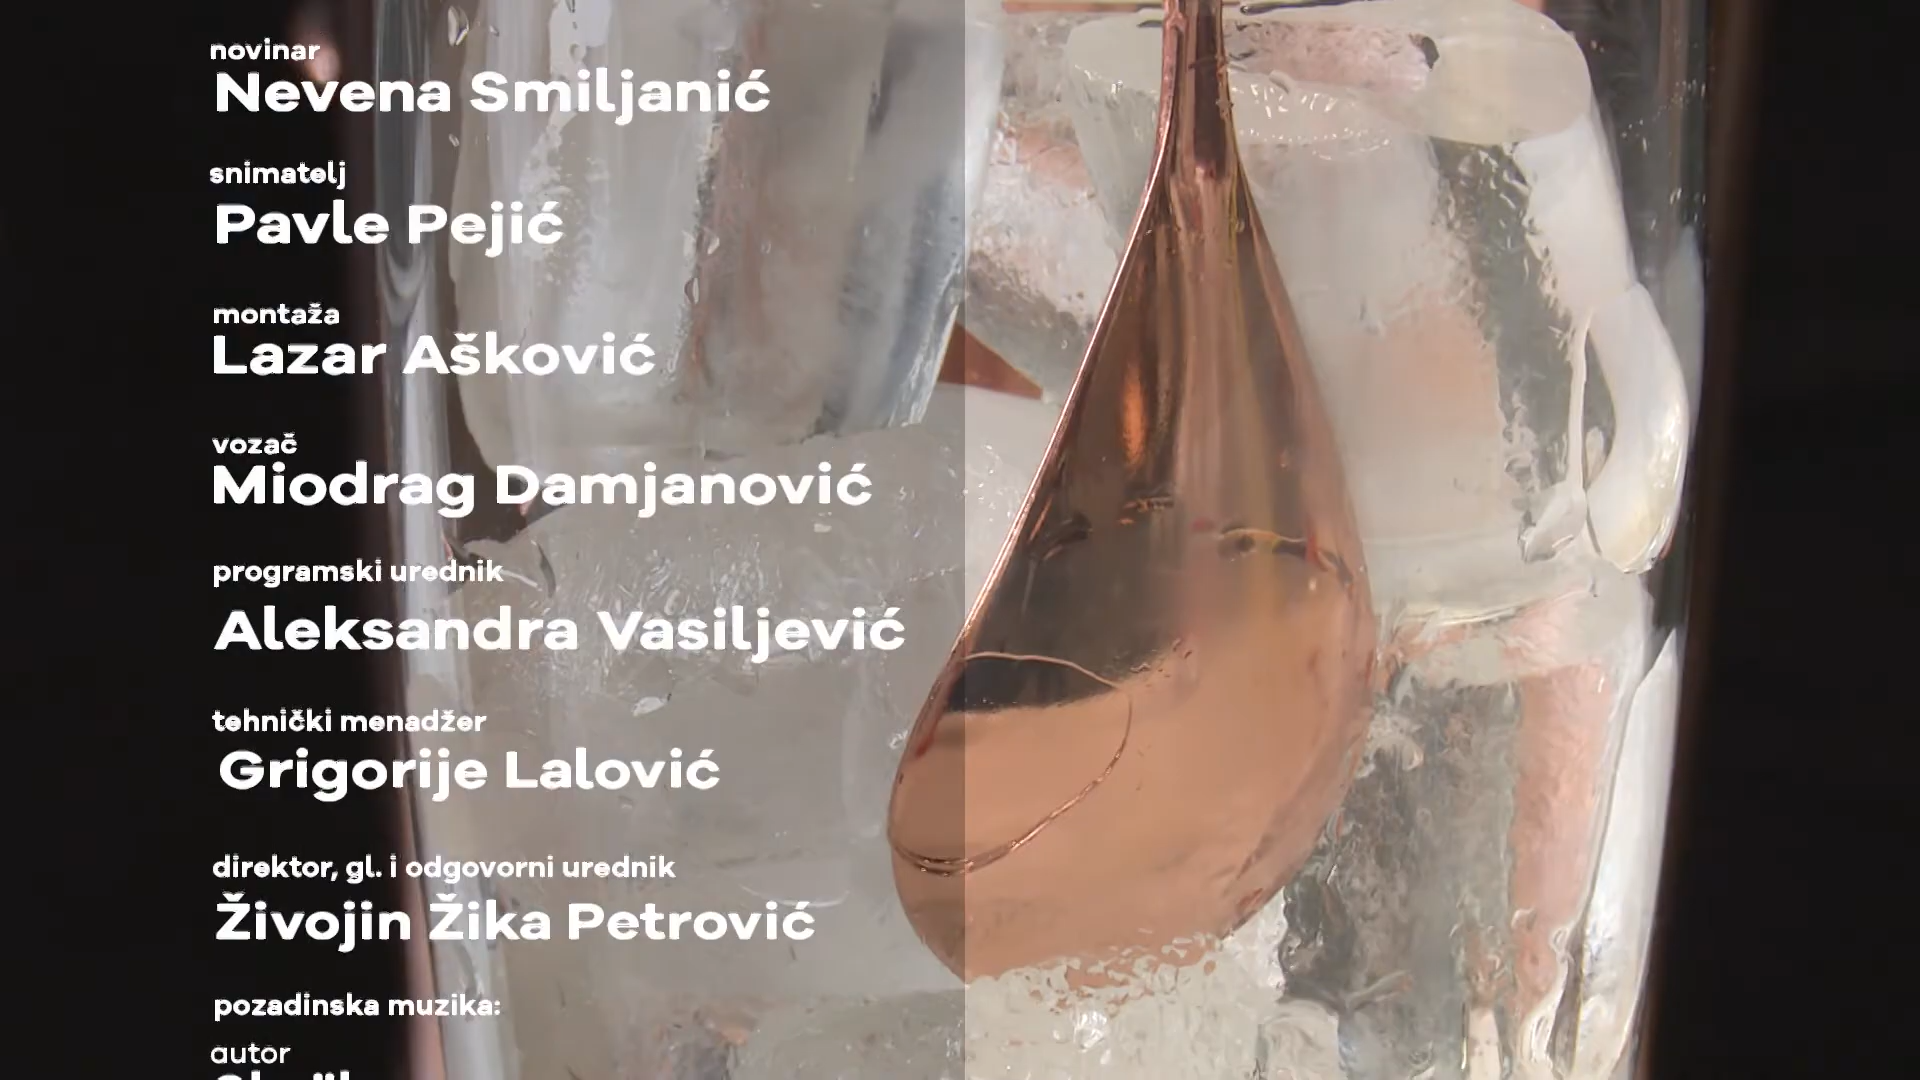 novinar
Nevena Smiljanić
snimatelj
Pavle Pejić
montaža
Lazar Ašković
vozač
Miodrag Damjanović
programski urednik
Aleksandra Vasiljević
tehnički menadžer
Grigorije Lalović
direktor, gl. i odgovorni urednik
Živojin Žika Petrović
pozadinska muzika:
autor